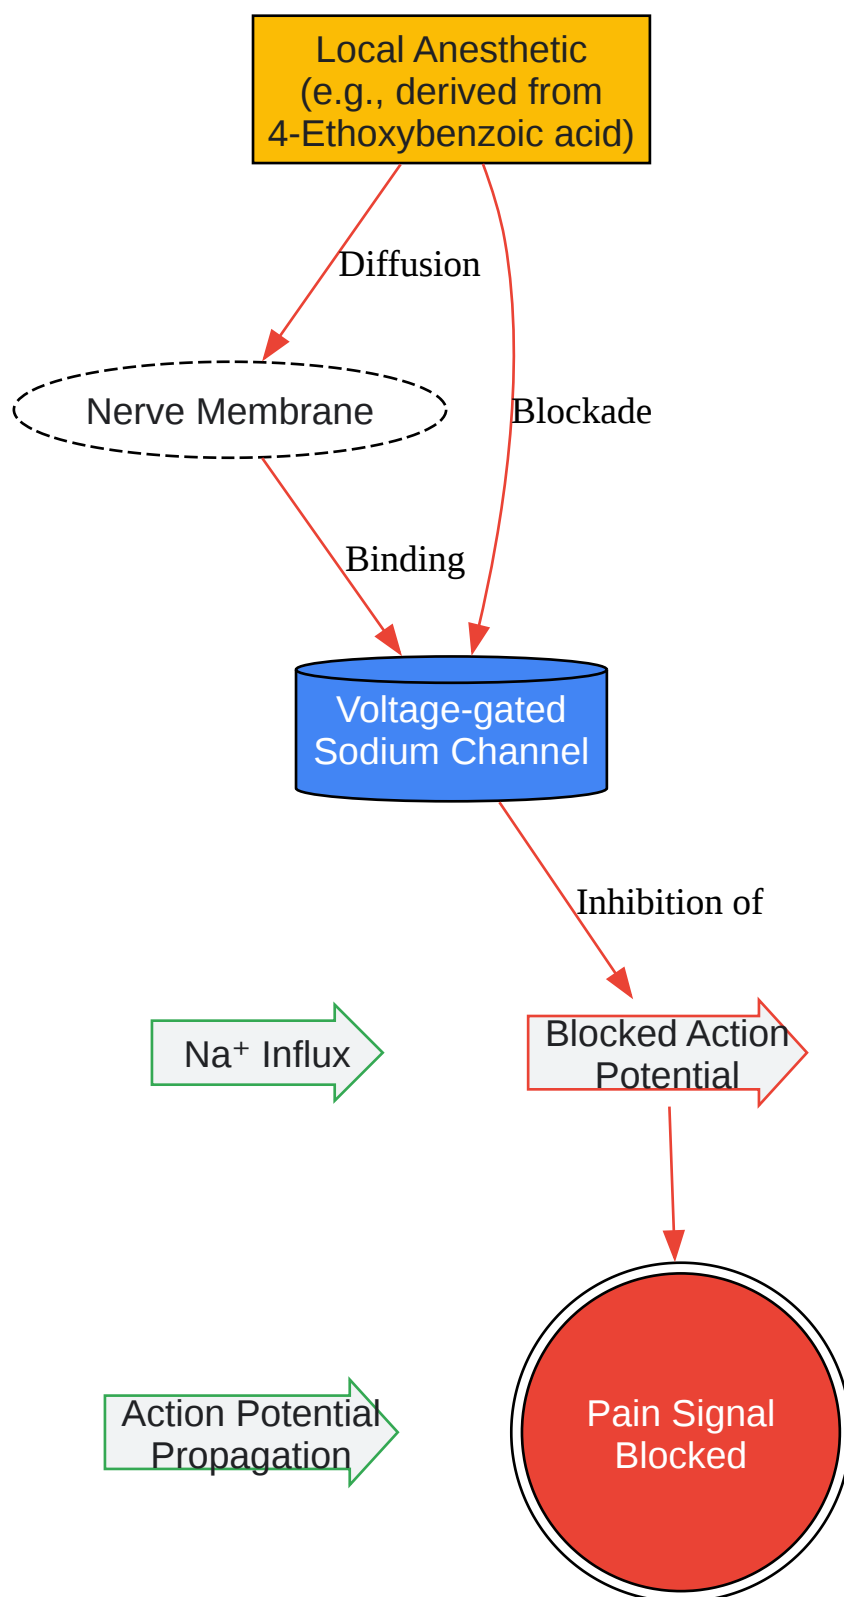 Local Anesthetic
(e.g., derived from
4-Ethoxybenzoic acid)
Diffusion
Nerve Membrane
Blockade
Binding
Voltage-gated
Sodium Channel
Inhibition of
Na⁺ Influx
Blocked Action
Potential
Action Potential
Propagation
Pain Signal
Blocked